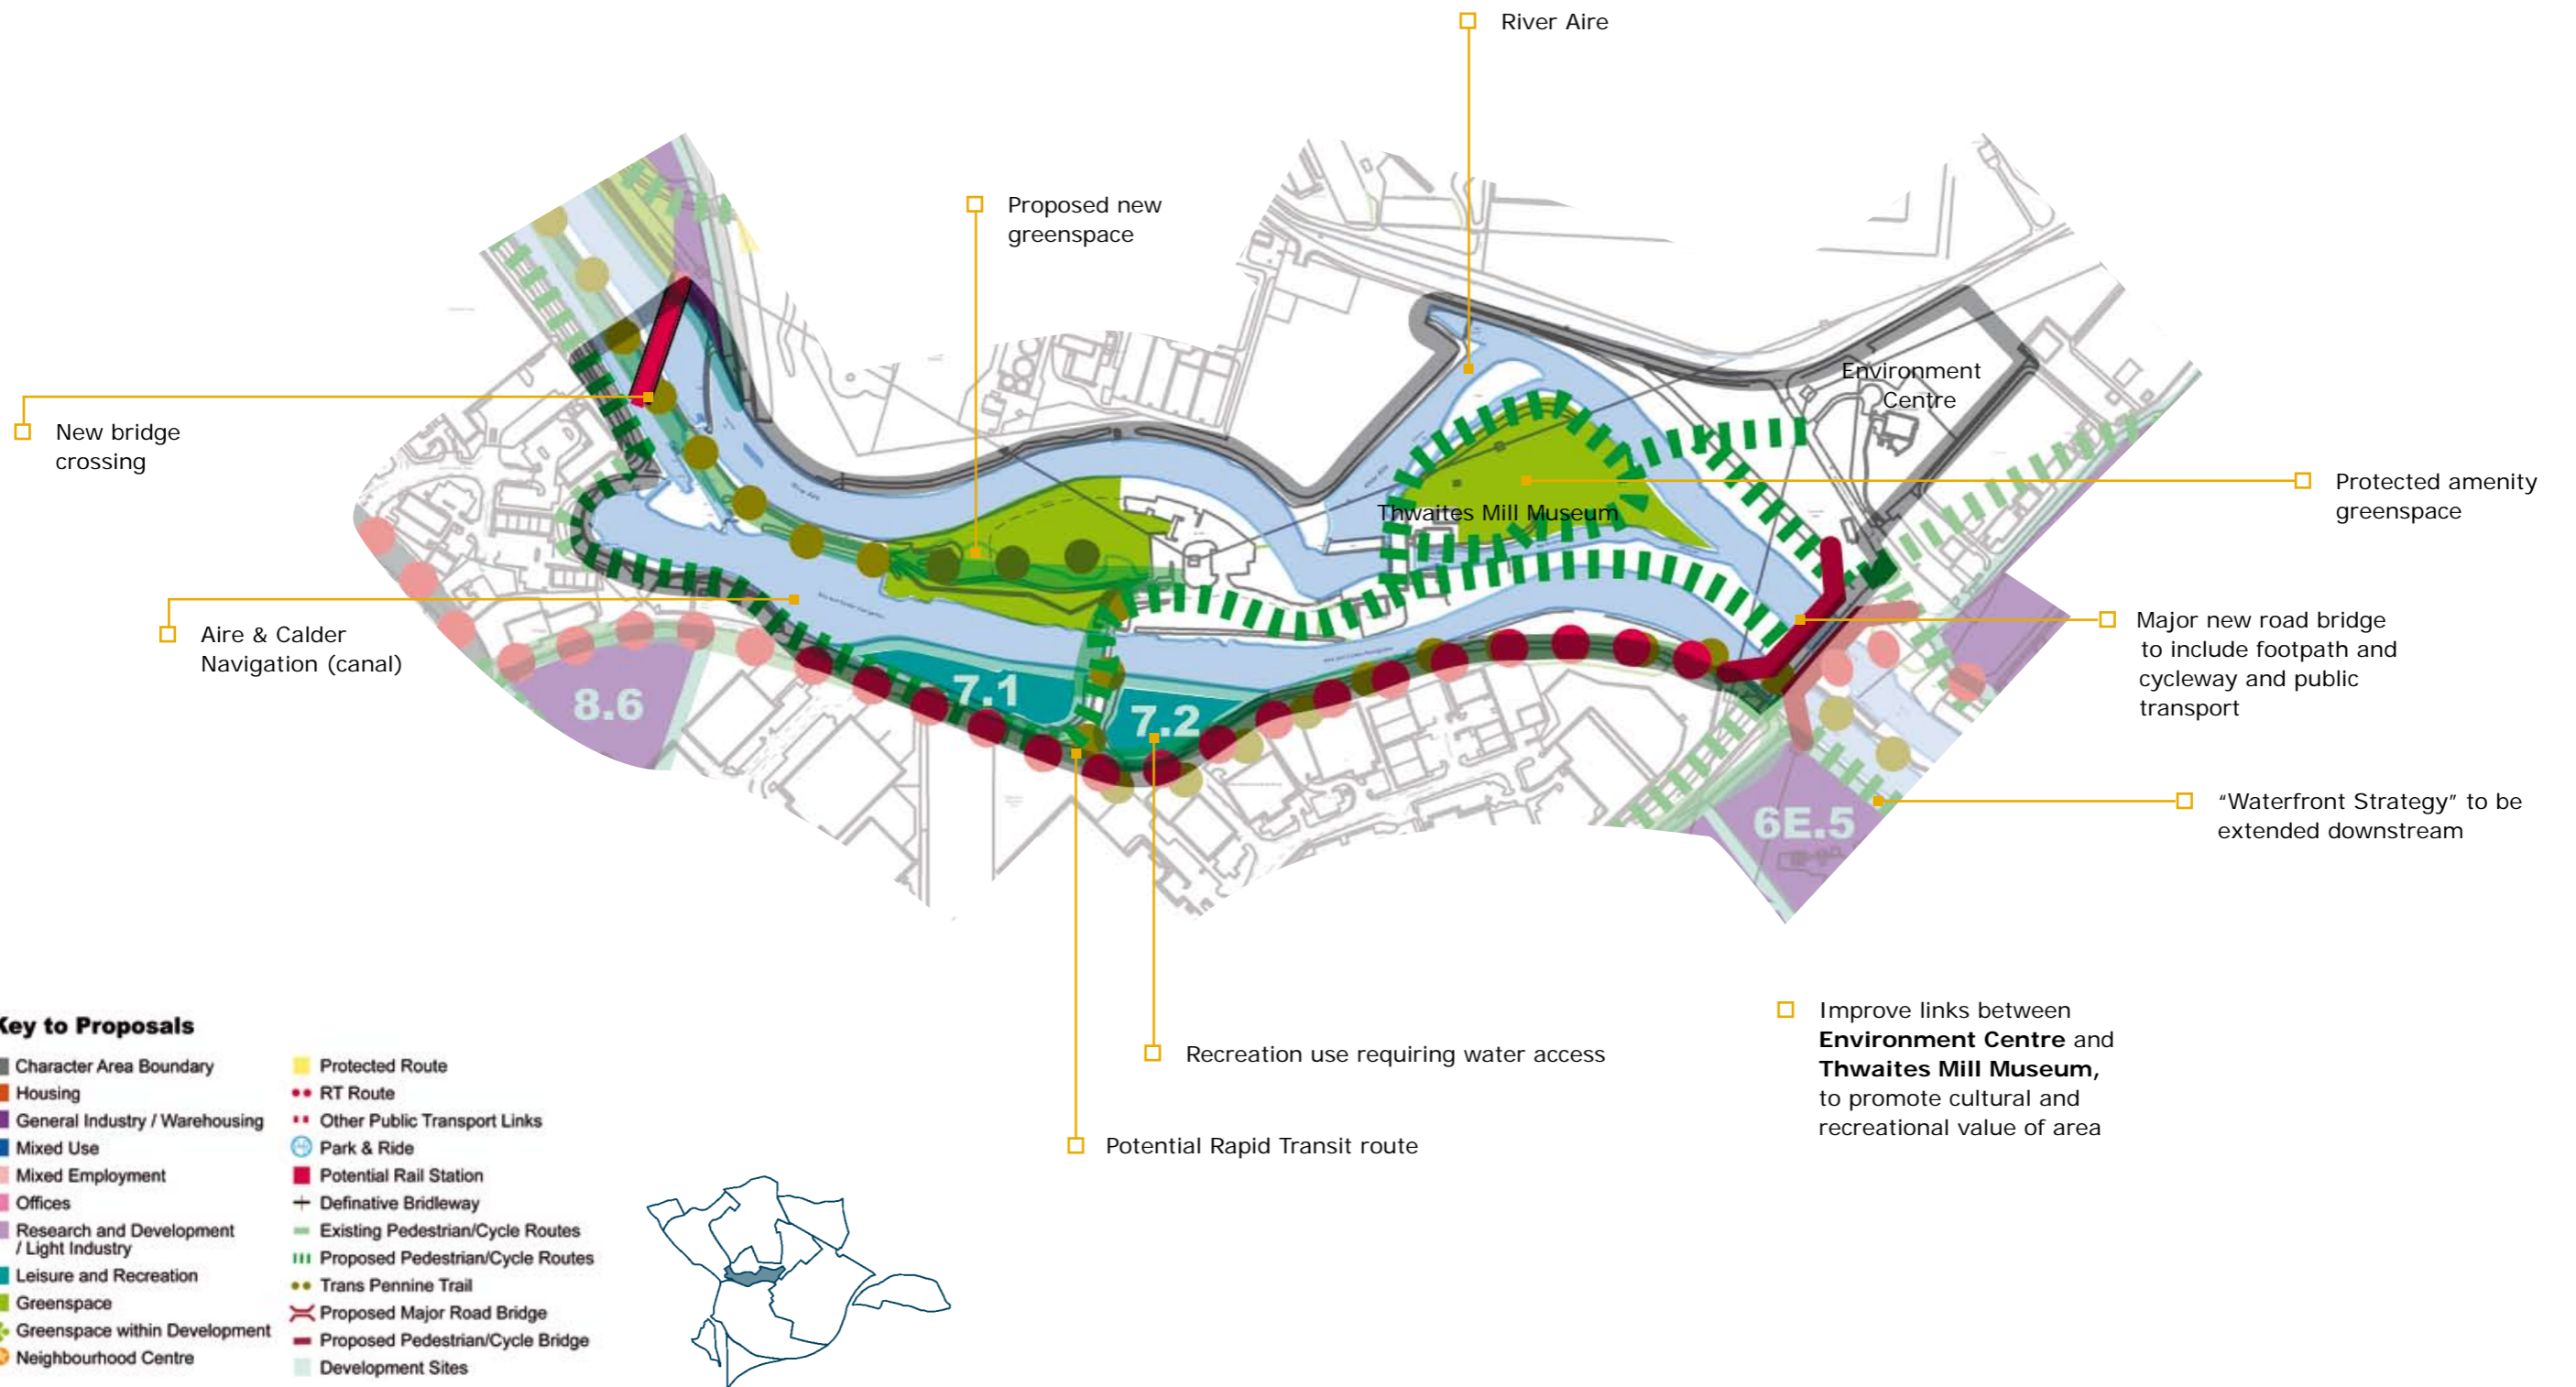 River Aire
Proposed new
greenspace
Environment
Centre
New bridge
crossing
Protected amenity
greenspace
Thwaites Mill Museum
Aire & Calder
Navigation (canal)
Major new road bridge
to include footpath and
cycleway and public
transport
8.6
7.1
7.2
6E.5
“Waterfront Strategy” to be
extended downstream
Improve links between
Environment Centre and
Thwaites Mill Museum,
to promote cultural and
recreational value of area
Recreation use requiring water access
Potential Rapid Transit route
Key to Proposals
Character Area Boundary
Housing
General Industry / Warehousing
Mixed Use
Mixed Employment
Offices
Research and Development
/ Light Industry
Leisure and Recreation
Greenspace
Greenspace within Development
Neighbourhood Centre
Protected Route
RT Route
Other Public Transport Links
Park & Ride
Potential Rail Station
Definative Bridleway
Existing Pedestrian/Cycle Routes
Proposed Pedestrian/Cycle Routes
Trans Pennine Trail
Proposed Major Road Bridge
Proposed Pedestrian/Cycle Bridge
Development Sites